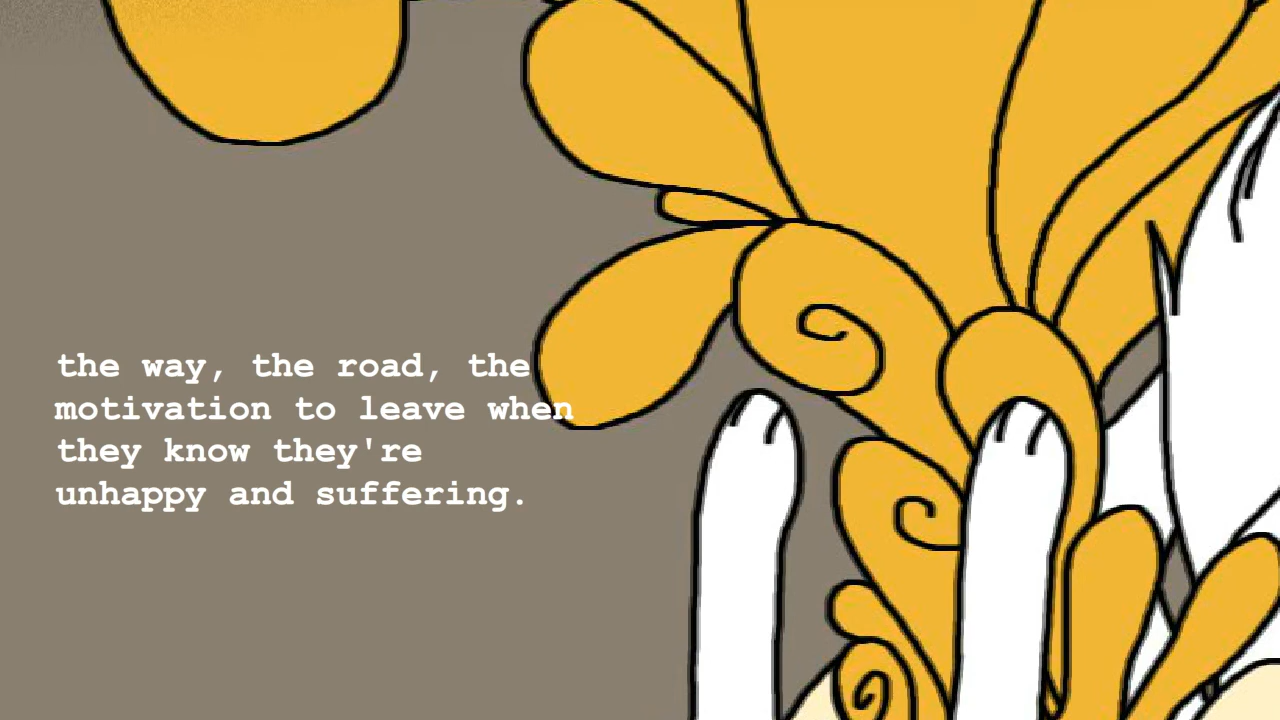 the way, the road, the
motivation to leave when
they know they're
unhappy and suffering.